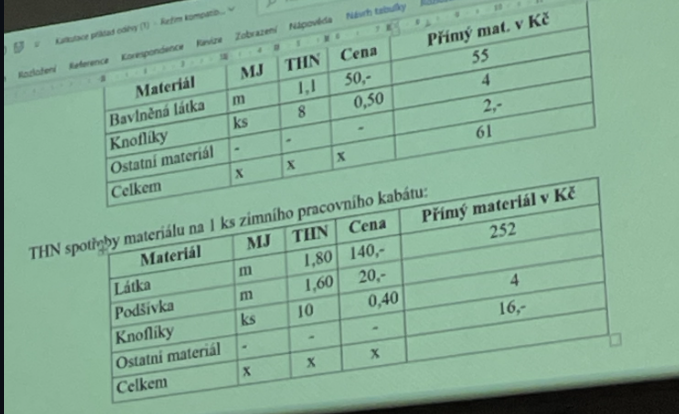 Kalkulace příklad oděvy (1) - Režim kompatib...
Rozložení Reference Korespondence Revize Zobrazení Nápověda Návrh tabulky
Materiál MJ THN Cena Přímý mat. v Kč
Bavlněná látka m 1,1 50,- 55
Knoflíky ks 8 0,50 4
Ostatní materiál - - - 2,-
Celkem x x x 61
THN spotřeby materiálu na 1 ks zimního pracovního kabátu:
Materiál MJ THN Cena Přímý materiál v Kč
Látka m 1,80 140,- 252
Podšívka m 1,60 20,-
Knoflíky ks 10 0,40 4
Ostatní materiál - - - 16,-
Celkem x x x